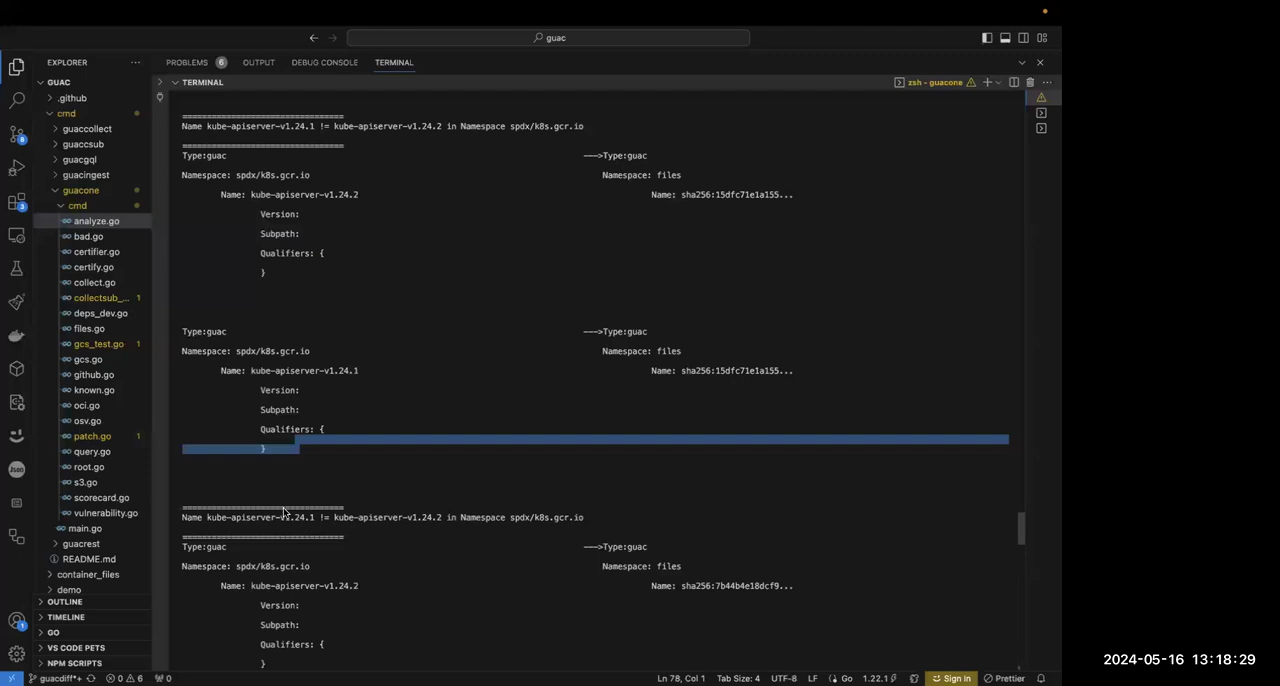 guac
EXPLORER
PROBLEMS 6 OUTPUT DEBUG CONSOLE TERMINAL
GUAC
TERMINAL
zsh - guacone
.github
cmd
guaccollect
guaccsub
guacgql
guacingest
guacone
cmd
analyze.go
bad.go
certifier.go
certify.go
collect.go
collectsub_... 1
deps_dev.go
files.go
gcs_test.go 1
gcs.go
github.go
known.go
oci.go
osv.go
patch.go 1
query.go
root.go
s3.go
scorecard.go
vulnerability.go
main.go
guacrest
README.md
container_files
demo
OUTLINE
TIMELINE
GO
VS CODE PETS
NPM SCRIPTS
8
3
Json
1
=================================
Name kube-apiserver-v1.24.1 != kube-apiserver-v1.24.2 in Namespace spdx/k8s.gcr.io
=================================
Type:guac --->Type:guac
Namespace: spdx/k8s.gcr.io Namespace: files
Name: kube-apiserver-v1.24.2 Name: sha256:15dfc71e1a155...
Version:
Subpath:
Qualifiers: {
}
Type:guac --->Type:guac
Namespace: spdx/k8s.gcr.io Namespace: files
Name: kube-apiserver-v1.24.1 Name: sha256:15dfc71e1a155...
Version:
Subpath:
Qualifiers: {
}
=================================
Name kube-apiserver-v1.24.1 != kube-apiserver-v1.24.2 in Namespace spdx/k8s.gcr.io
=================================
Type:guac --->Type:guac
Namespace: spdx/k8s.gcr.io Namespace: files
Name: kube-apiserver-v1.24.2 Name: sha256:7b44b4e18dcf9...
Version:
Subpath:
Qualifiers: {
}
guacdiff*+ 0 6 0 Ln 78, Col 1 Tab Size: 4 UTF-8 LF Go 1.22.1 Sign in Prettier
2024-05-16 13:18:29